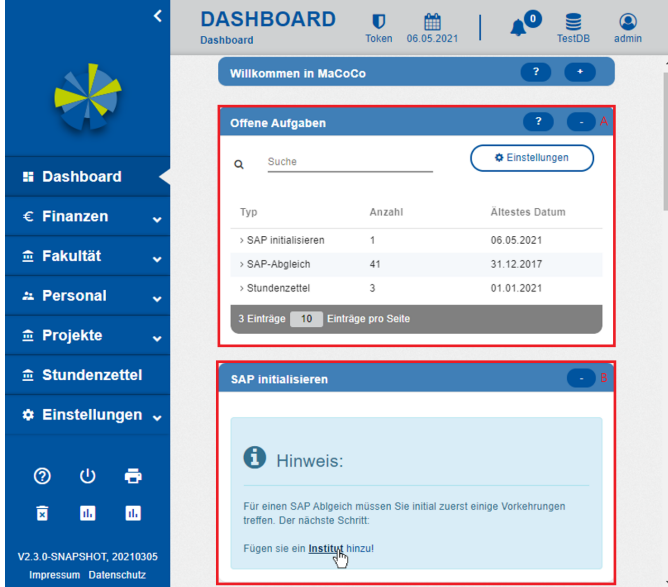 DASHBOARD
Dashboard
Token
06.05.2021
0
TestDB
admin
Dashboard
Finanzen
Fakultät
Personal
Projekte
Stundenzettel
Einstellungen
V2.3.0-SNAPSHOT, 20210305
Impressum Datenschutz
Willkommen in MaCoCo ? +
Offene Aufgaben ? - A
Suche
Einstellungen
Typ Anzahl Ältestes Datum
> SAP initialisieren 1 06.05.2021
> SAP-Abgleich 41 31.12.2017
> Stundenzettel 3 01.01.2021
3 Einträge 10 Einträge pro Seite
SAP initialisieren - B
Hinweis:
Für einen SAP Ablgeich müssen Sie initial zuerst einige Vorkehrungen
treffen. Der nächste Schritt:
Fügen sie ein Institut hinzu!